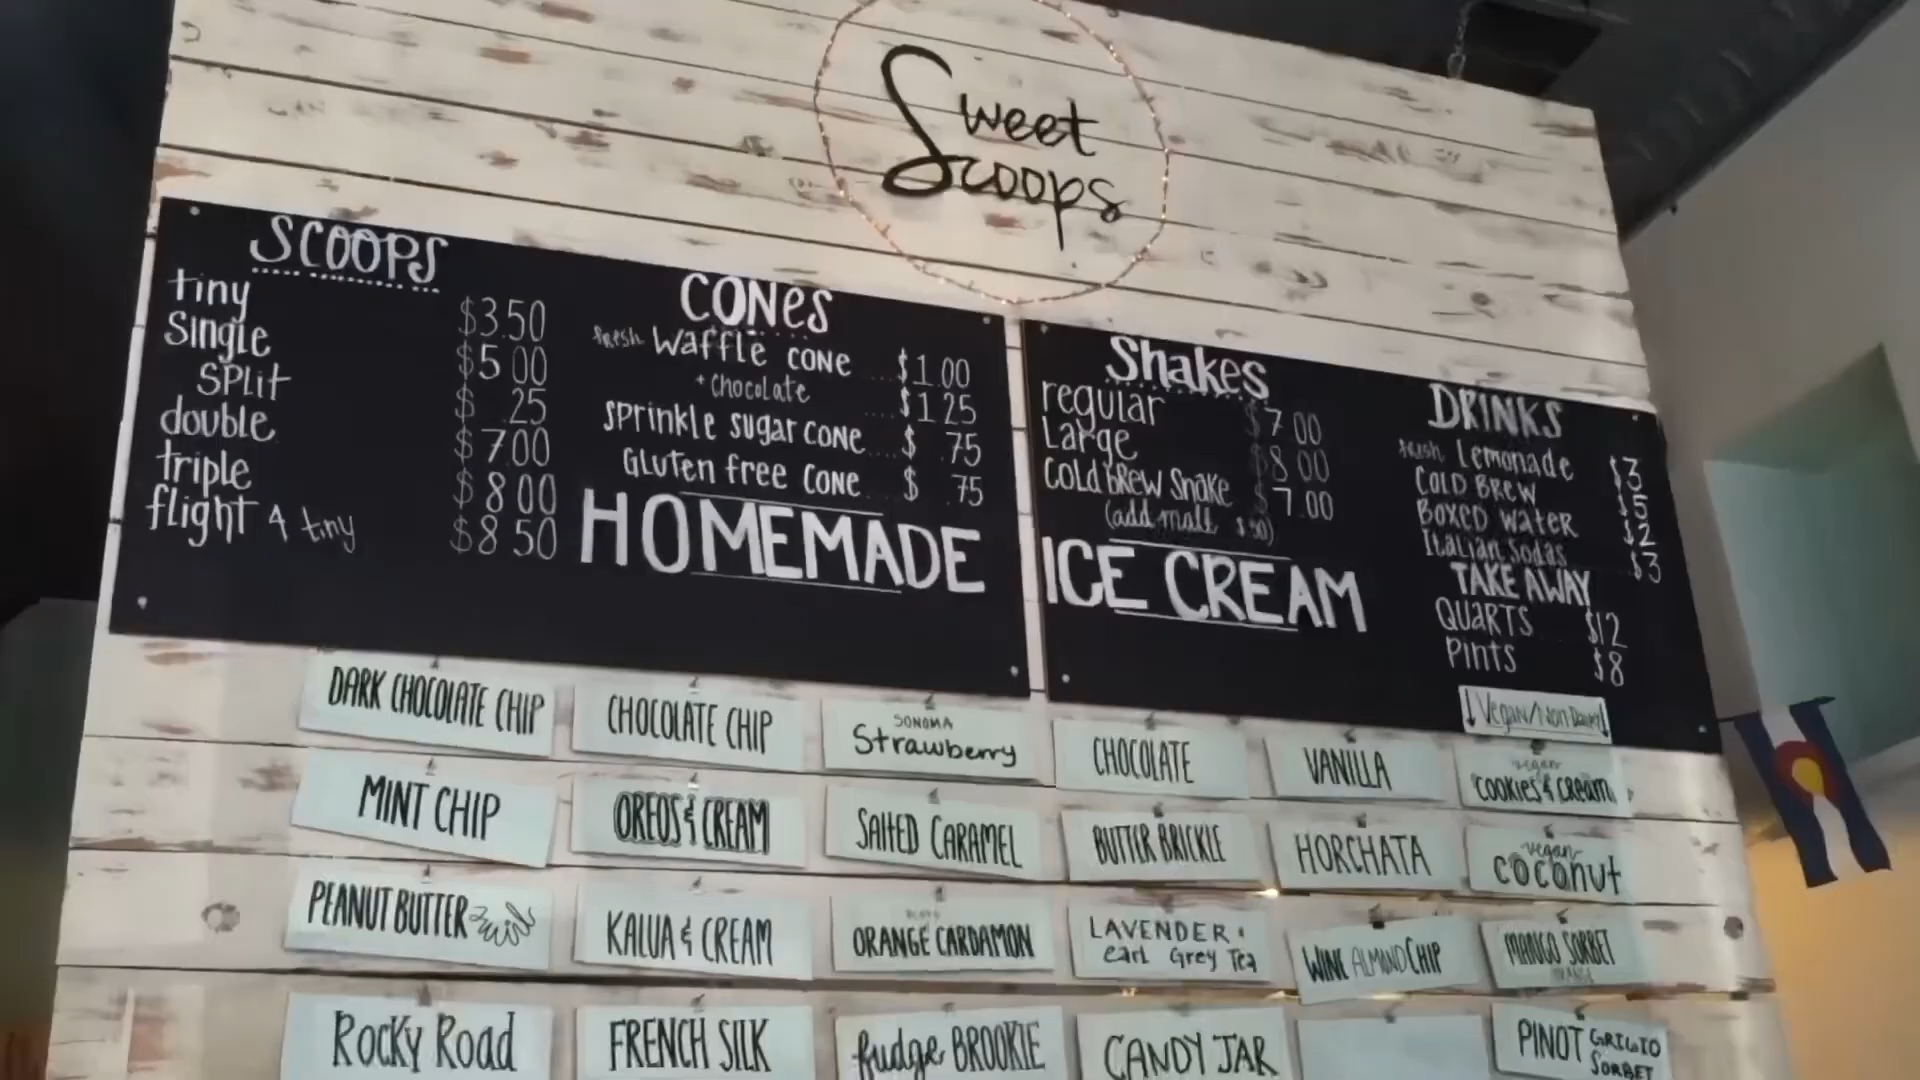 Sweet
Scoops
SCOOPS
tiny $3.50
Single $5.00
SPLit $.25
double $7.00
triple $8.00
flight 4 tiny $8.50
CONes
fresh Waffle cone $1.00
+ chocolate $1.25
sprinkle sugar cone $.75
Gluten free cone $.75
HOMEMADE
Shakes
regular $7.00
Large $8.00
Cold brew Shake $7.00
(add malt $.50)
ICE CREAM
DRINKS
fresh Lemonade $3
COLD BREW $5
Boxed water $2
Italian Sodas $3
TAKE AWAY
QUARTS $12
Pints $8
Vegan/Non-Dairy
DARK CHOCOLATE CHIP
CHOCOLATE CHIP
SONOMA
Strawberry
CHOCOLATE
VANILLA
vegan
cookies & cream
MINT CHIP
OREOS & CREAM
SALTED CARAMEL
BUTTER BRICKLE
HORCHATA
vegan
coconut
PEANUT BUTTER swirl
KALUA & CREAM
ORANGE CARDAMON
LAVENDER +
earl Grey Tea
WINE ALMOND CHIP
MANGO SORBET
Rocky Road
FRENCH SILK
fudge BROOKIE
CANDY JAR
PINOT GRIGIO
SORBET